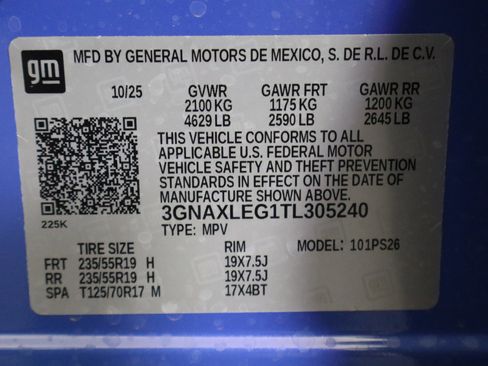 gm
MFD BY GENERAL MOTORS DE MEXICO, S. DE R.L. DE C.V.
10/25 GVWR GAWR FRT GAWR RR
2100 KG 1175 KG 1200 KG
4629 LB 2590 LB 2645 LB
THIS VEHICLE CONFORMS TO ALL
APPLICABLE U.S. FEDERAL MOTOR
VEHICLE SAFETY AND THEFT PREVENTION
STANDARDS IN EFFECT ON THE DATE OF
MANUFACTURE SHOWN ABOVE.
225K
3GNAXLEG1TL305240
TYPE: MPV
TIRE SIZE RIM MODEL: 101PS26
FRT 235/55R19 H 19X7.5J
RR 235/55R19 H 19X7.5J
SPA T125/70R17 M 17X4BT